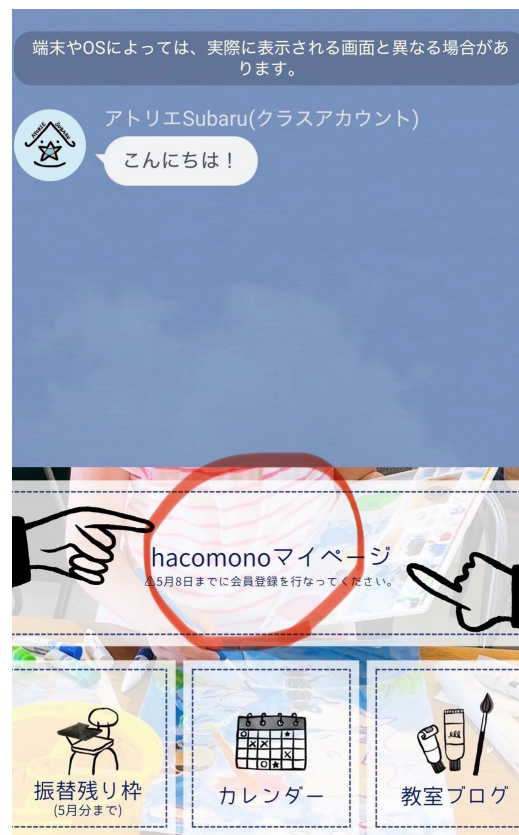 端末やOSによっては、実際に表示される画面と異なる場合があ
ります。
アトリエSubaru(クラスアカウント)
ATORIE SUBARU
こんにちは！
hacomonoマイページ
⚠5月8日までに会員登録を行なってください。
振替残り枠
(5月分まで)
カレンダー
教室ブログ